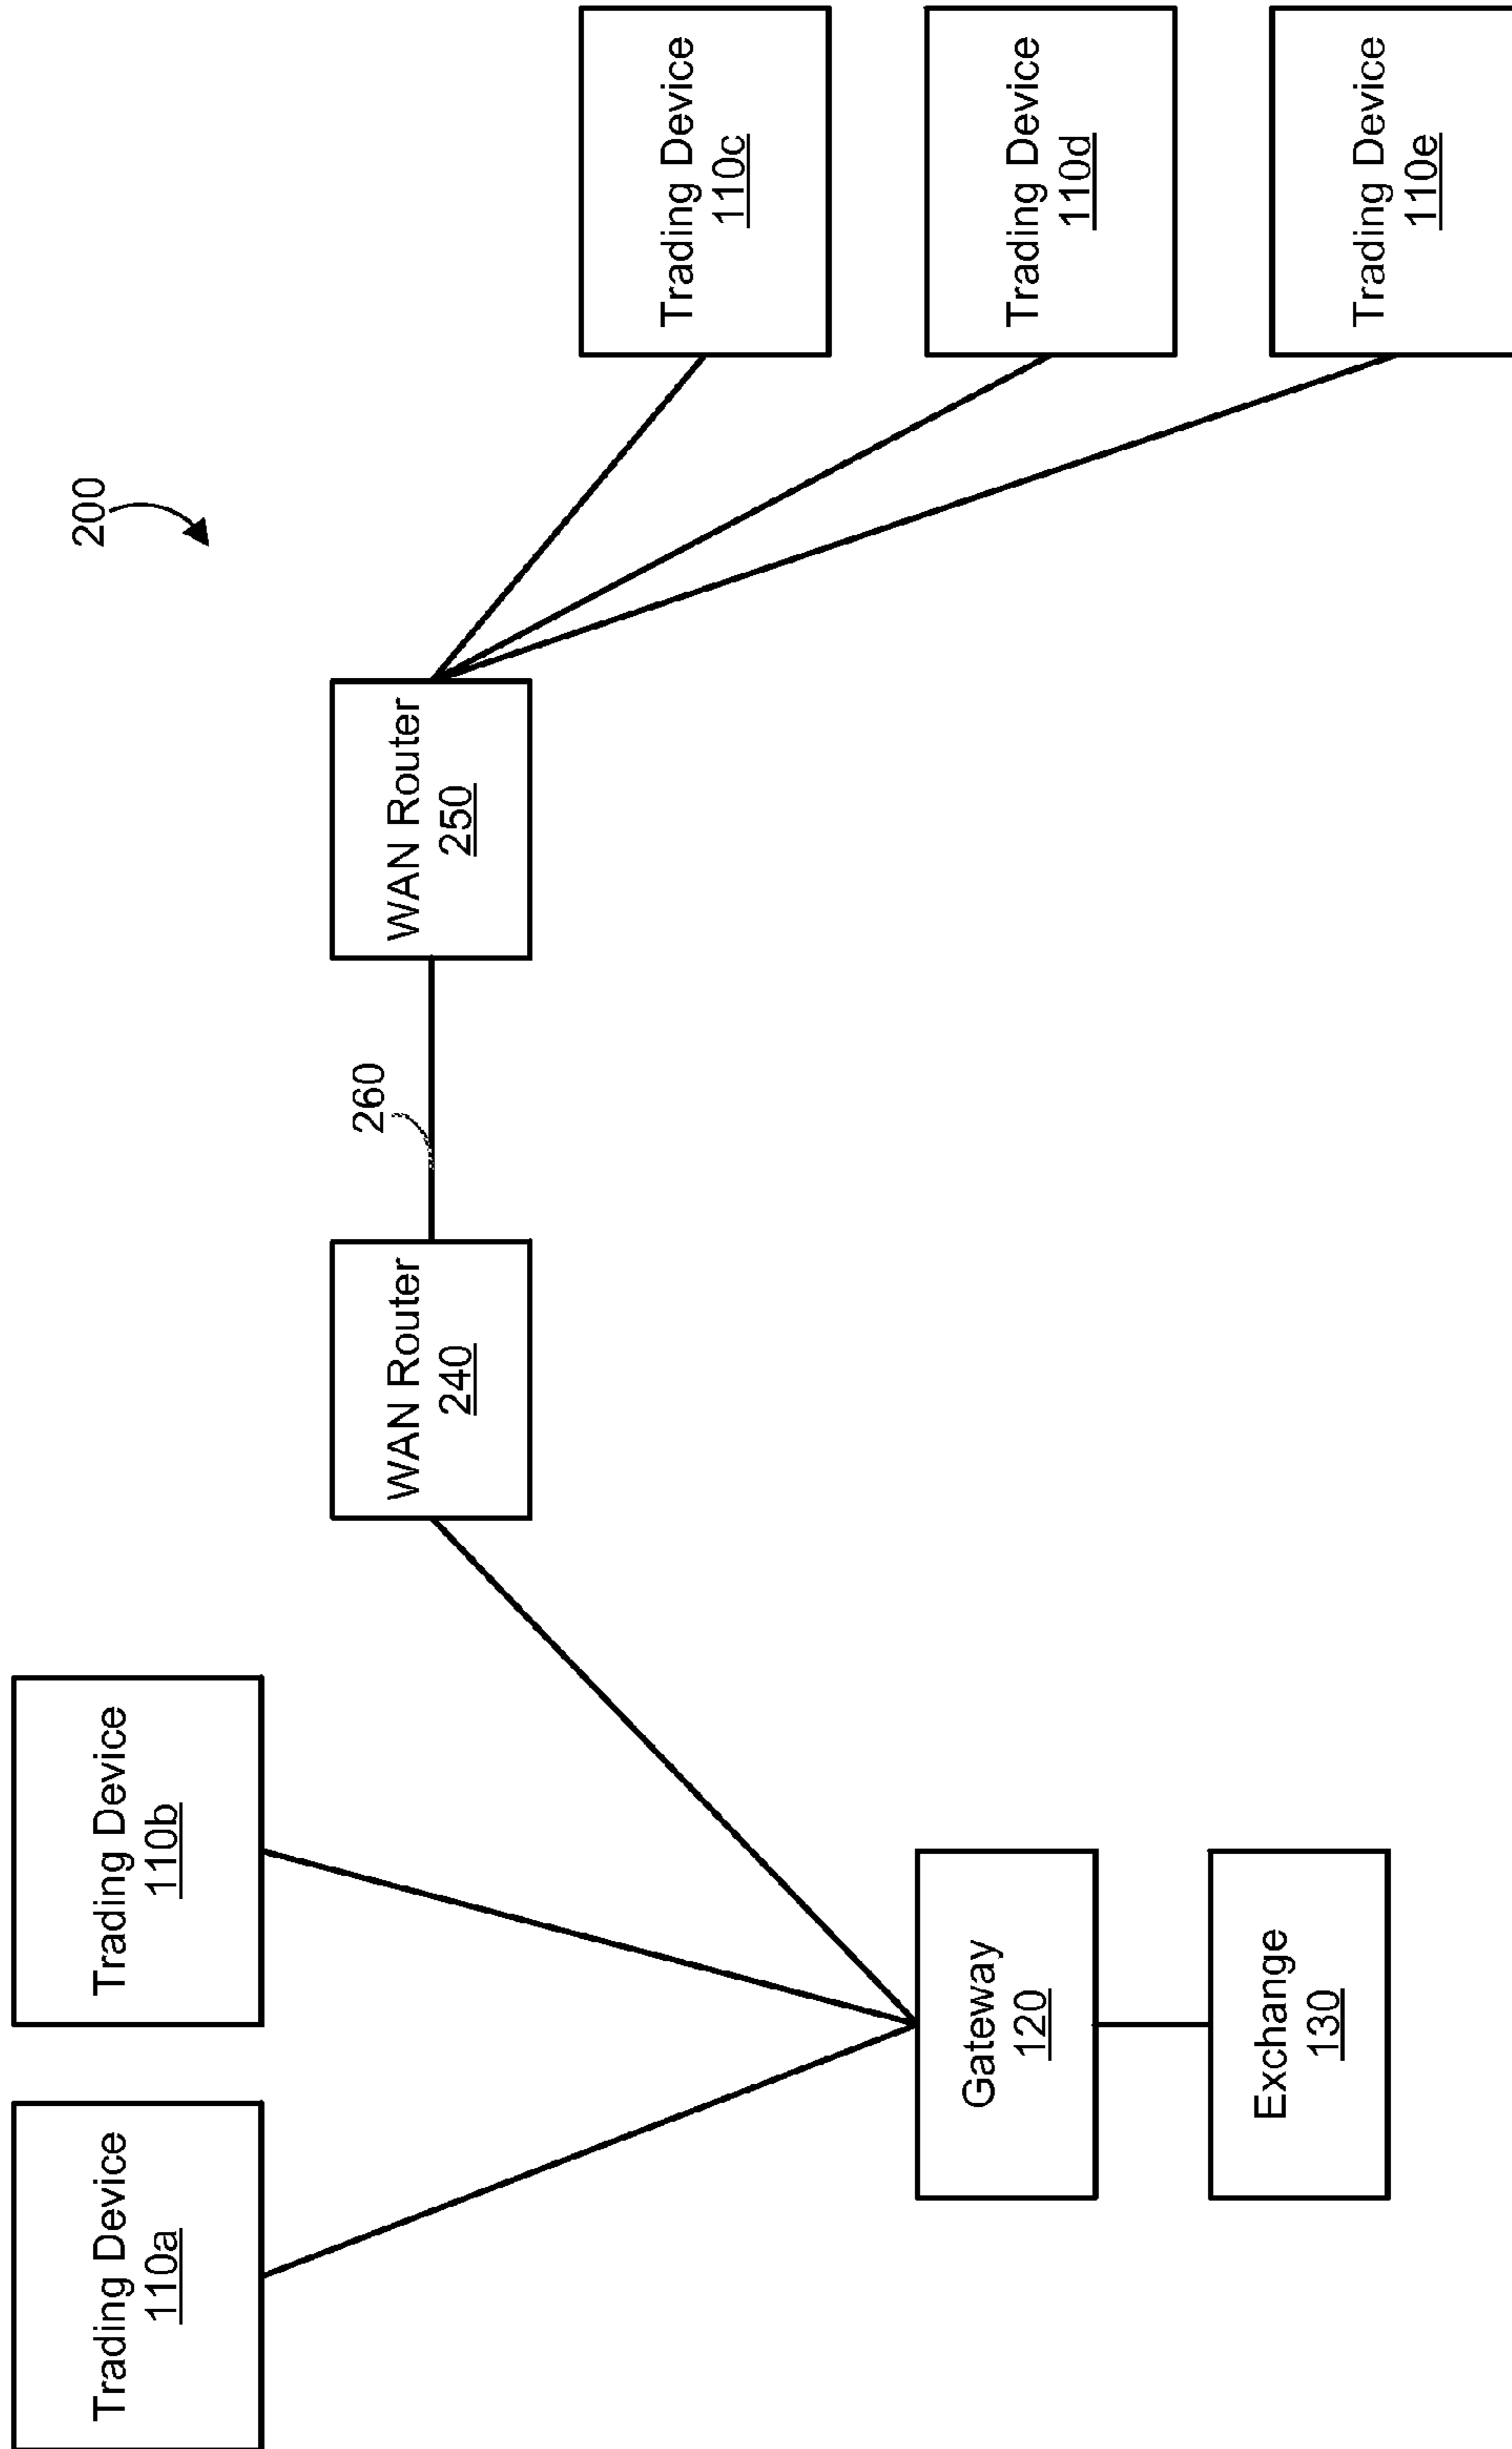 200
Trading Device
110a
Trading Device
110b
WAN Router
240
260
WAN Router
250
Trading Device
110c
Trading Device
110d
Trading Device
110e
Gateway
120
Exchange
130